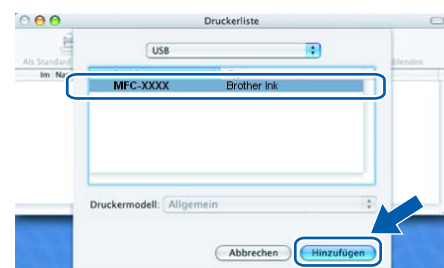 Druckerliste
USB
Als Standard
blenden
Im Na
MFC-XXXX Brother Ink
Druckermodell: Allgemein
Abbrechen Hinzufügen